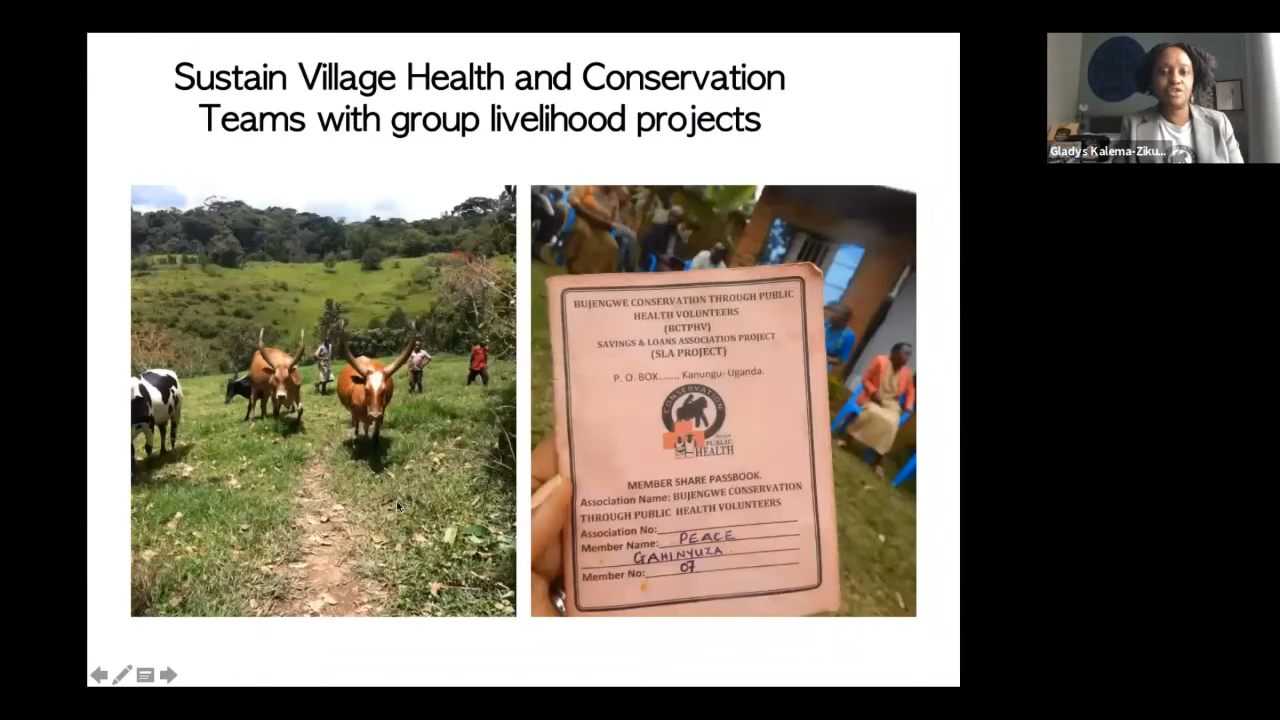 Sustain Village Health and Conservation
Teams with group livelihood projects
Gladys Kalema-Ziku...
BUJENGWE CONSERVATION THROUGH PUBLIC
HEALTH VOLUNTEERS
(BCTPHV)
SAVINGS & LOANS ASSOCIATION PROJECT
(SLA PROJECT)
P. O. BOX......, Kanungu- Uganda.
CONSERVATION
THROUGH
PUBLIC
HEALTH
MEMBER SHARE PASSBOOK.
Association Name: BUJENGWE CONSERVATION
THROUGH PUBLIC HEALTH VOLUNTEERS
Association No:
Member Name: PEACE
GAHINYUZA
Member No: 07